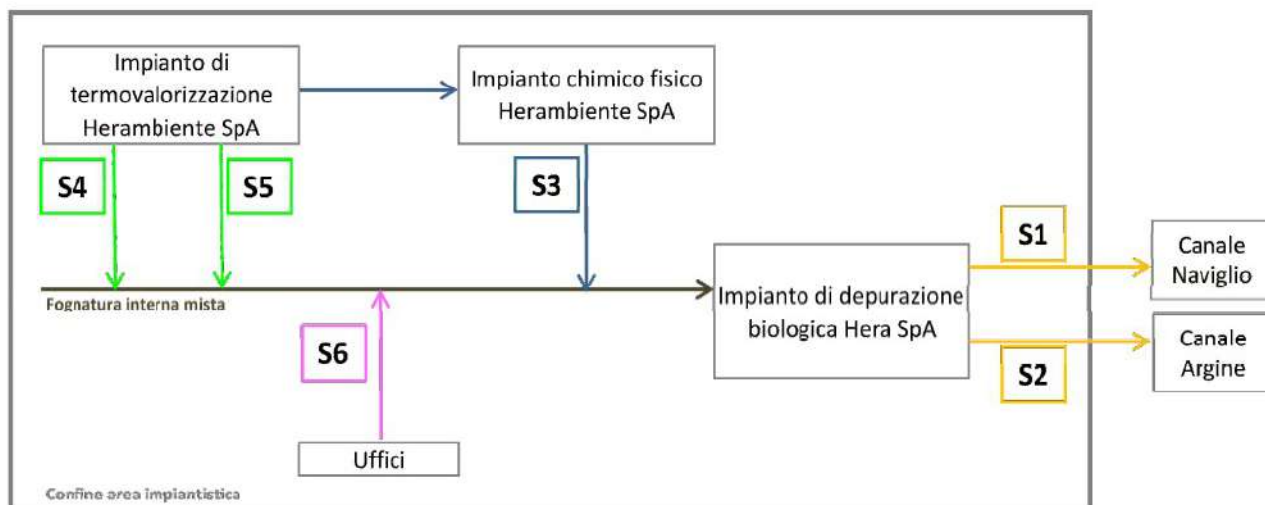 Impianto di
termovalorizzazione
Herambiente SpA
Impianto chimico fisico
Herambiente SpA
S4
S5
S3
S1
Canale
Naviglio
Fognatura interna mista
Impianto di depurazione
biologica Hera SpA
S6
S2
Canale
Argine
Uffici
Confine area impiantistica